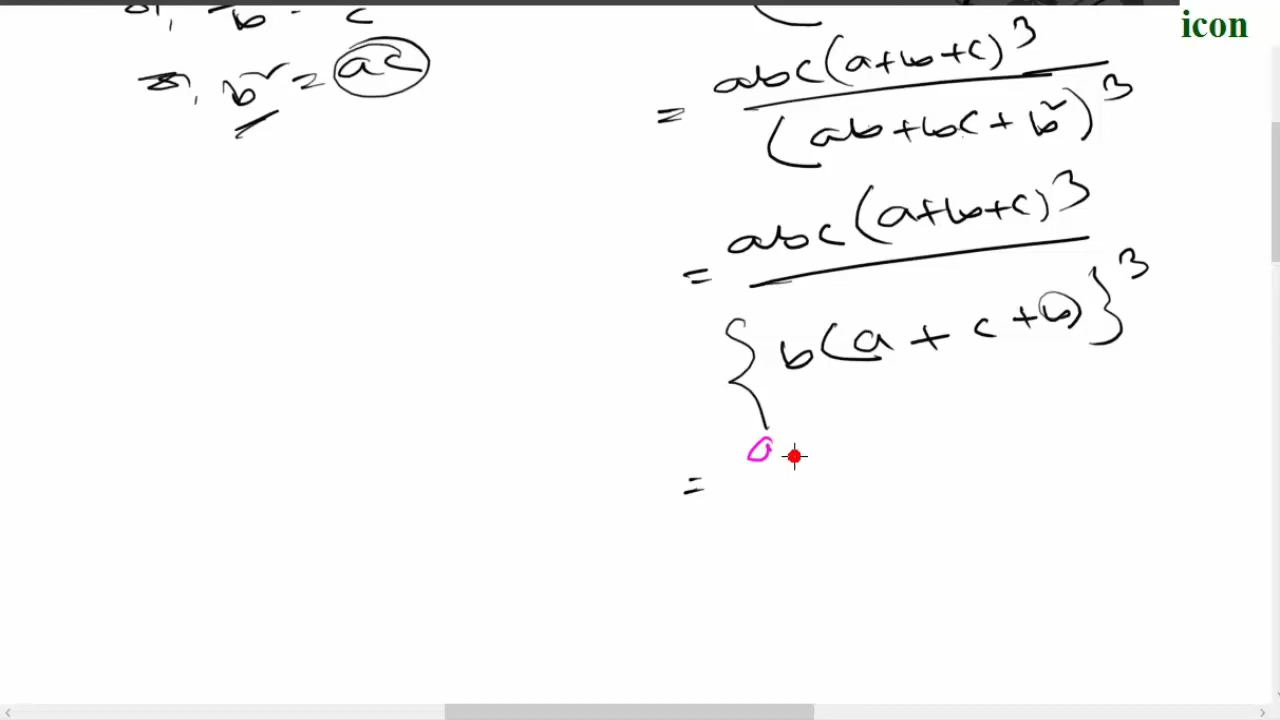 icon
বা, b = c
বা, b² = ac
= abc(a+b+c)³ / (ab+bc+b²)³
= abc(a+b+c)³ / {b(a+c+b)}³
= a